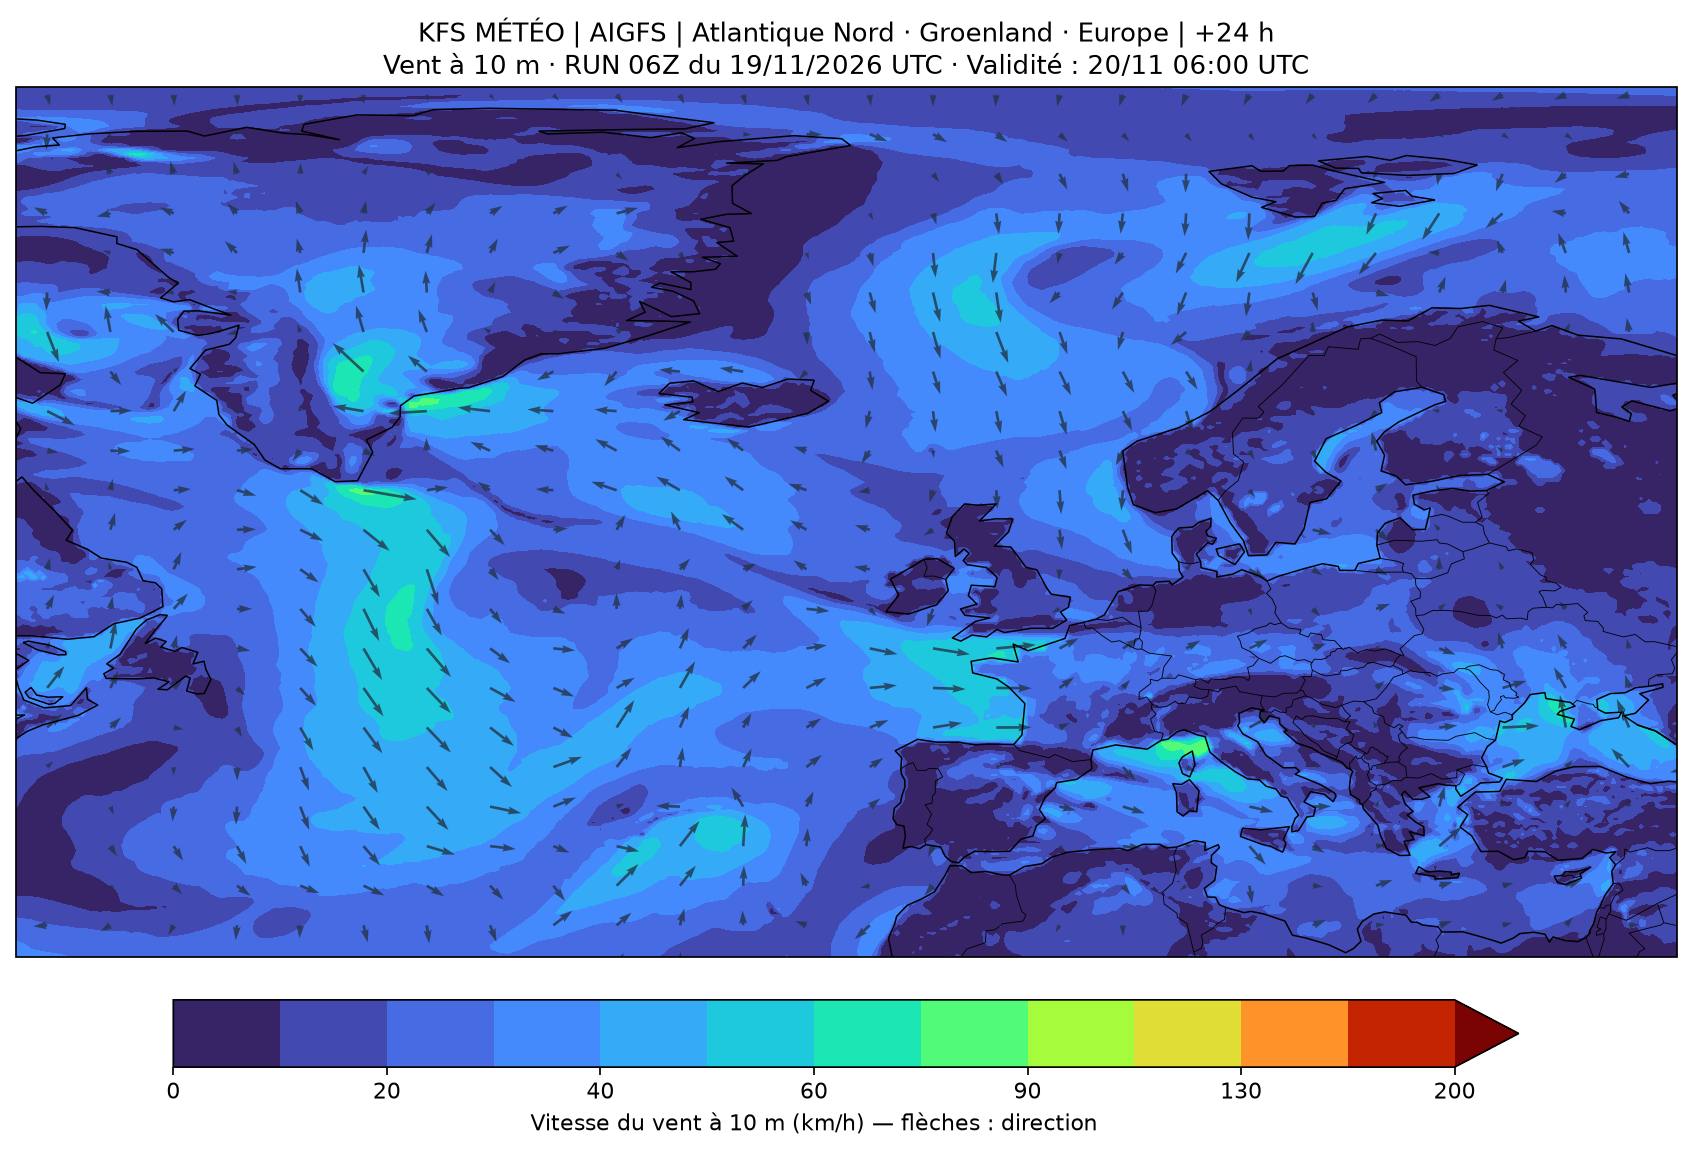 KFS MÉTÉO | AIGFS | Atlantique Nord · Groenland · Europe | +24 h
Vent à 10 m · RUN 06Z du 19/11/2026 UTC · Validité : 20/11 06:00 UTC
0 20 40 60 90 130 200
Vitesse du vent à 10 m (km/h) — flèches : direction